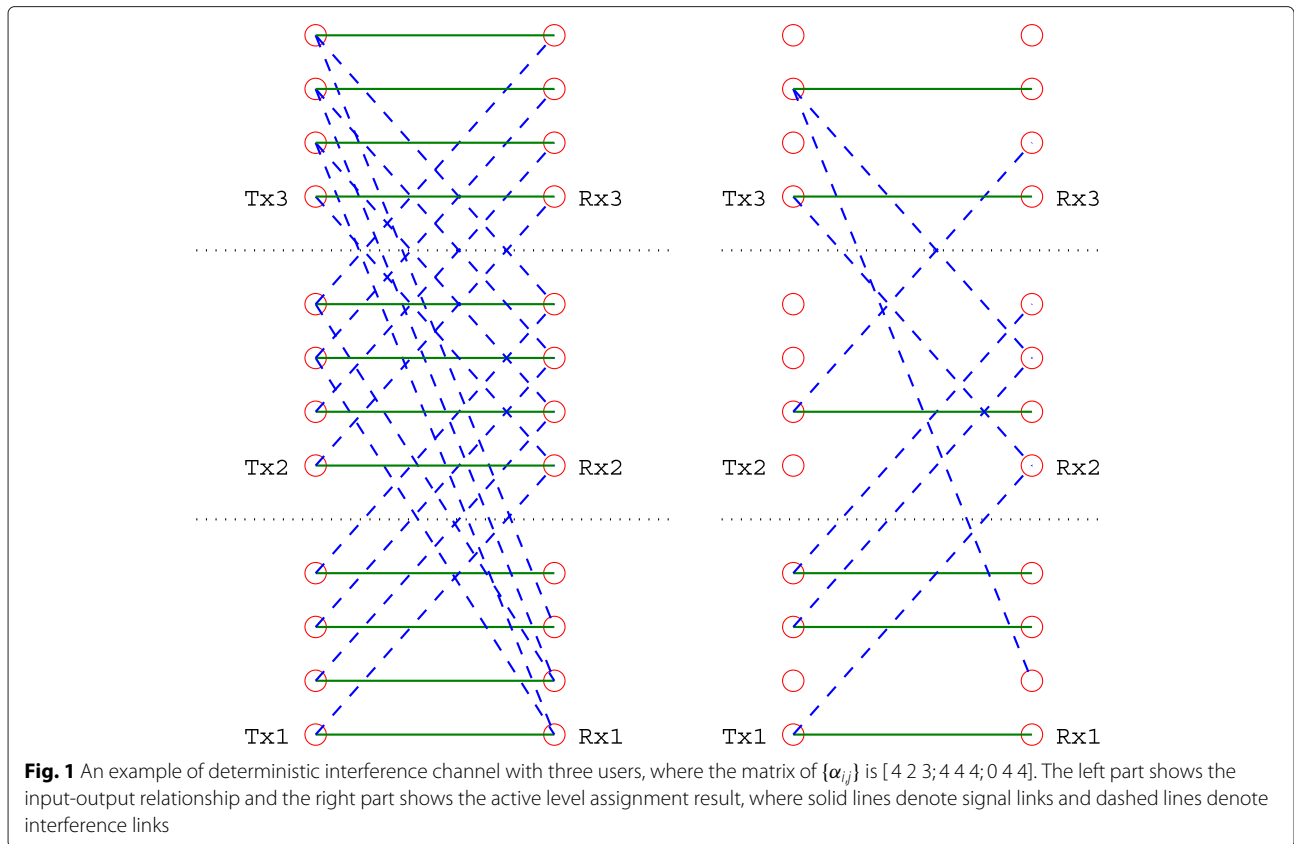 Tx3 Rx3 Tx3 Rx3
Tx2 Rx2 Tx2 Rx2
Tx1 Rx1 Tx1 Rx1
Fig. 1 An example of deterministic interference channel with three users, where the matrix of {αi,j} is [ 4 2 3; 4 4 4; 0 4 4]. The left part shows the
input-output relationship and the right part shows the active level assignment result, where solid lines denote signal links and dashed lines denote
interference links